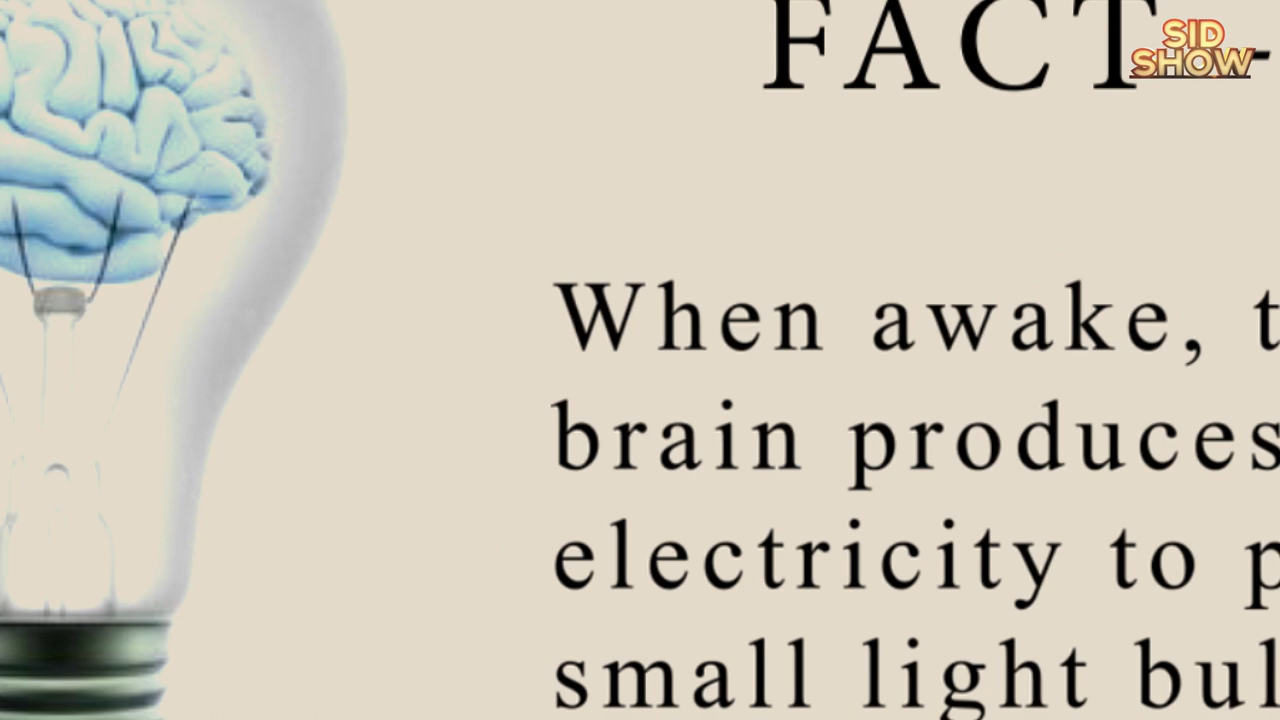 FACT-
SID
SHOW
When awake, t
brain produces
electricity to p
small light bul